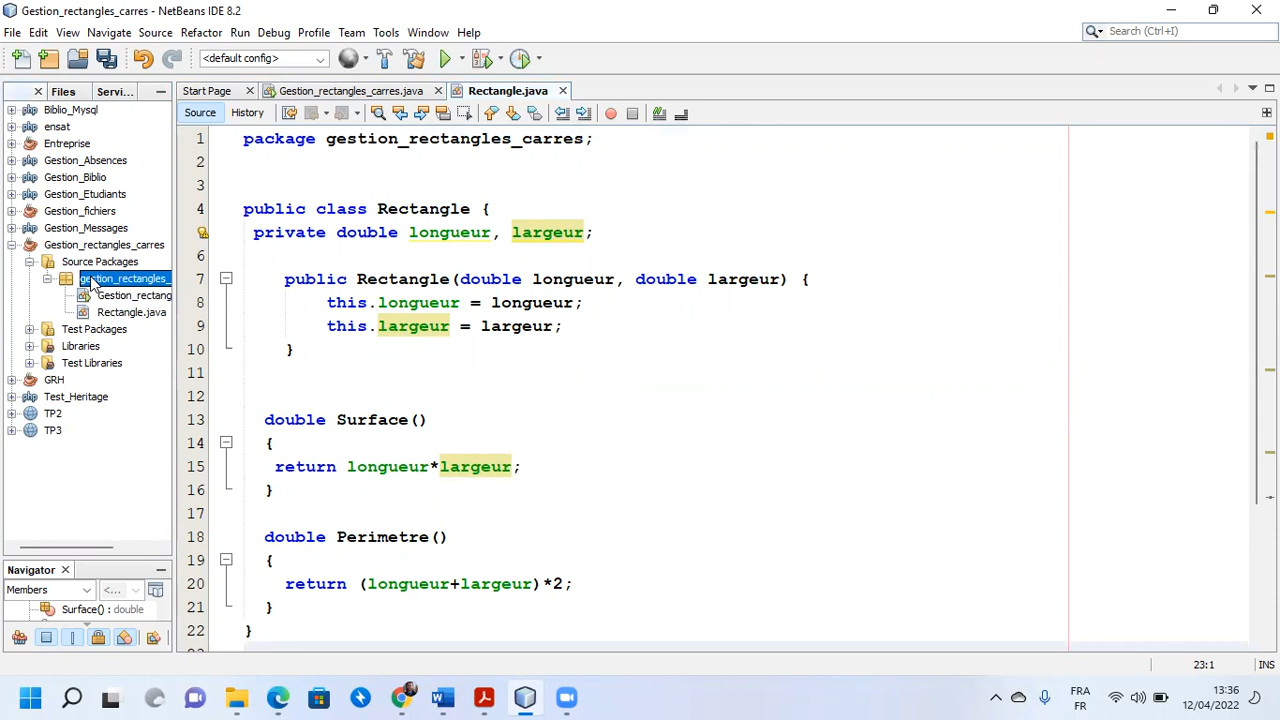 Gestion_rectangles_carres - NetBeans IDE 8.2
File Edit View Navigate Source Refactor Run Debug Profile Team Tools Window Help
Search (Ctrl+I)
<default config>
Files Servi...
Start Page Gestion_rectangles_carres.java Rectangle.java
Source History
Biblio_Mysql
ensat
Entreprise
Gestion_Absences
Gestion_Biblio
Gestion_Etudiants
Gestion_fichiers
Gestion_Messages
Gestion_rectangles_carres
Source Packages
gestion_rectangles_
Gestion_rectang
Rectangle.java
Test Packages
Libraries
Test Libraries
GRH
Test_Heritage
TP2
TP3
Navigator
Members <...
Surface() : double
1 package gestion_rectangles_carres;
2
3
4 public class Rectangle {
private double longueur, largeur;
6
7 public Rectangle(double longueur, double largeur) {
8 this.longueur = longueur;
9 this.largeur = largeur;
10 }
11
12
13 double Surface()
14 {
15 return longueur*largeur;
16 }
17
18 double Perimetre()
19 {
20 return (longueur+largeur)*2;
21 }
22 }
23:1 INS
FRA
FR
13:36
12/04/2022